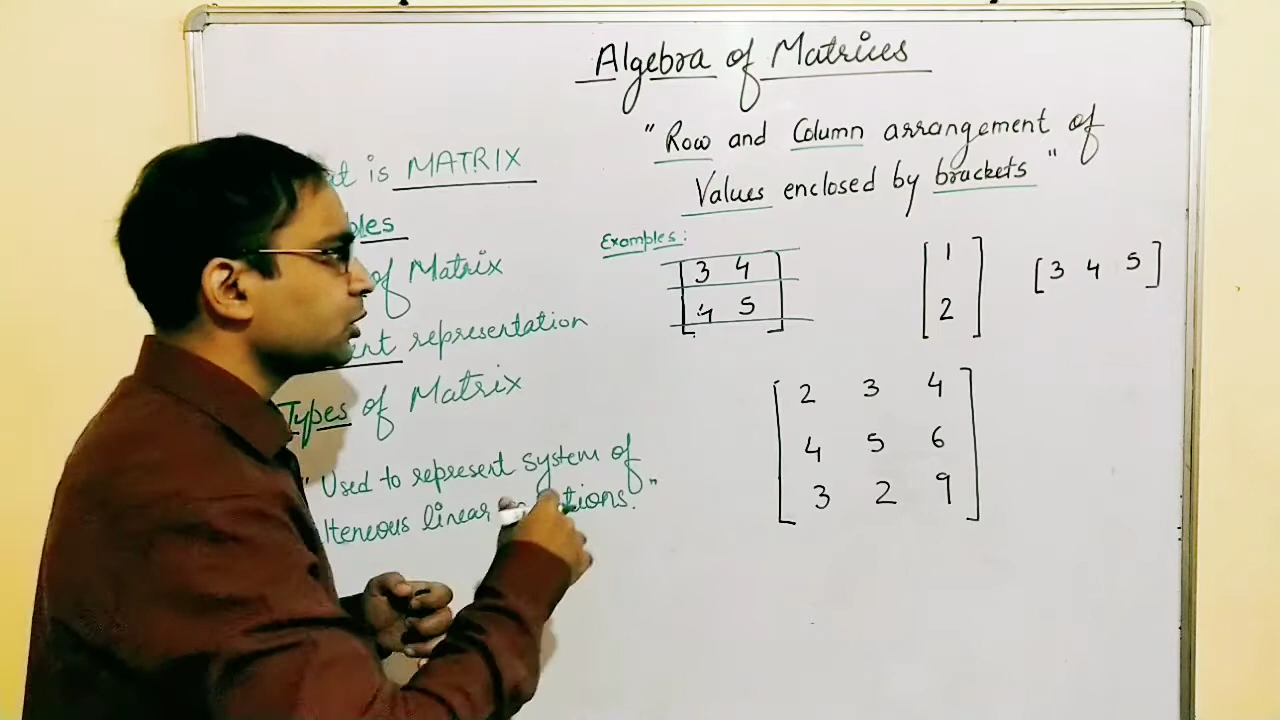 Algebra of Matrices
"Row and Column arrangement of
Values enclosed by brackets"
is MATRIX
of Matrix
representation
Types of Matrix
"Used to represent system of
linear
Examples:
3 4
4 5
1
2
[3 4 5]
2 3 4
4 5 6
3 2 9